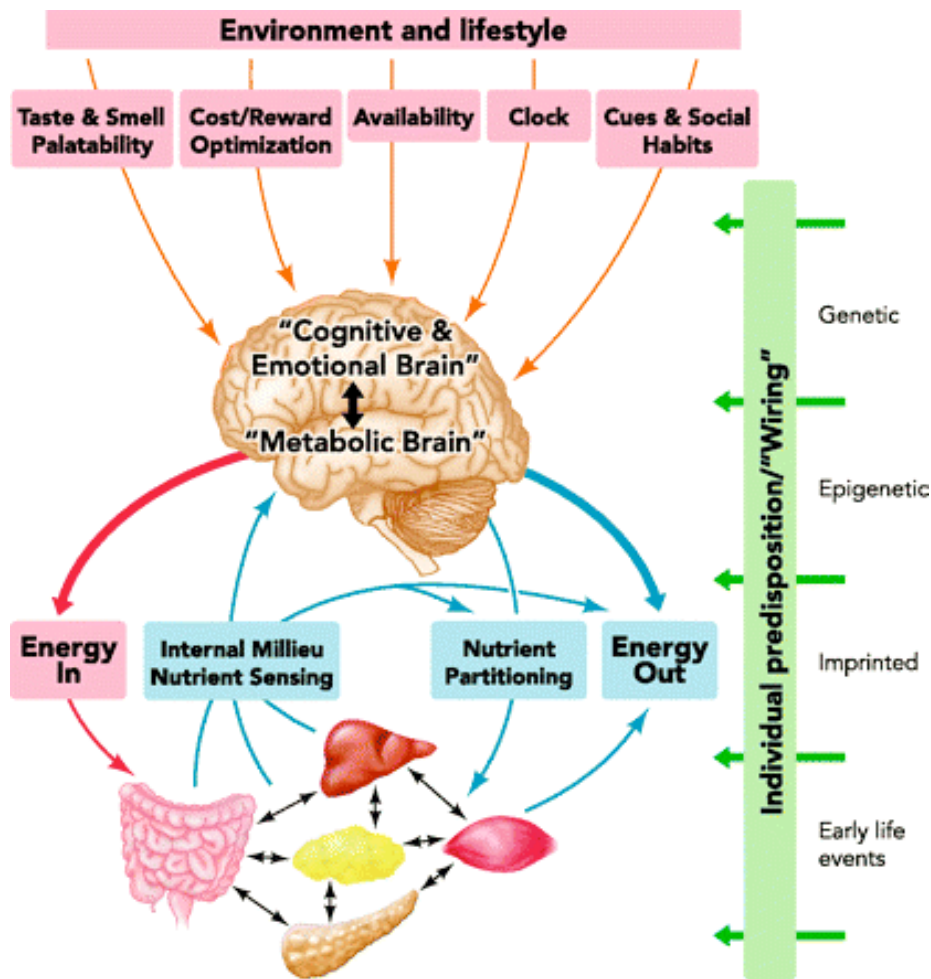 Environment and lifestyle
Taste & Smell
Palatability
Cost/Reward
Optimization
Availability
Clock
Cues & Social
Habits
"Cognitive &
Emotional Brain"
"Metabolic Brain"
Energy
In
Internal Millieu
Nutrient Sensing
Nutrient
Partitioning
Energy
Out
Individual predisposition/"Wiring"
Genetic
Epigenetic
Imprinted
Early life
events